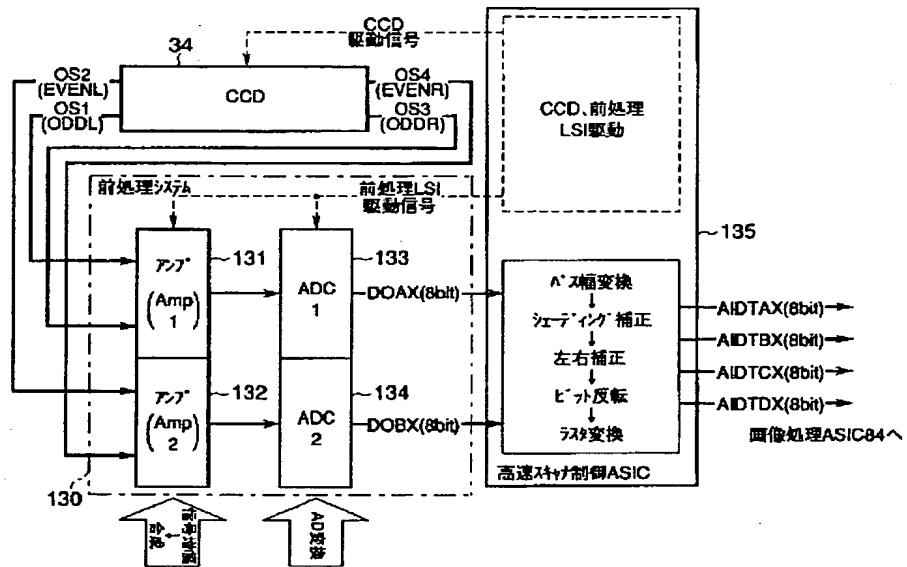 CCD
駆動信号
34
OS2
(EVENL)
OS1
(ODDL)
CCD
OS4
(EVENR)
OS3
(ODDR)
CCD、前処理
LSI駆動
135
前処理システム
前処理LSI
駆動信号
アンプ
(Amp
1)
131
ADC
1
133
DOAX(8bit)
アンプ
(Amp
2)
132
ADC
2
134
DOBX(8bit)
バス幅変換
シェーディング補正
左右補正
ビット反転
ラスタ変換
高速スキャナ制御ASIC
AIDTAX(8bit)
AIDTBX(8bit)
AIDTCX(8bit)
AIDTDX(8bit)
画像処理ASIC84へ
130
信号増幅
合成
AD変換